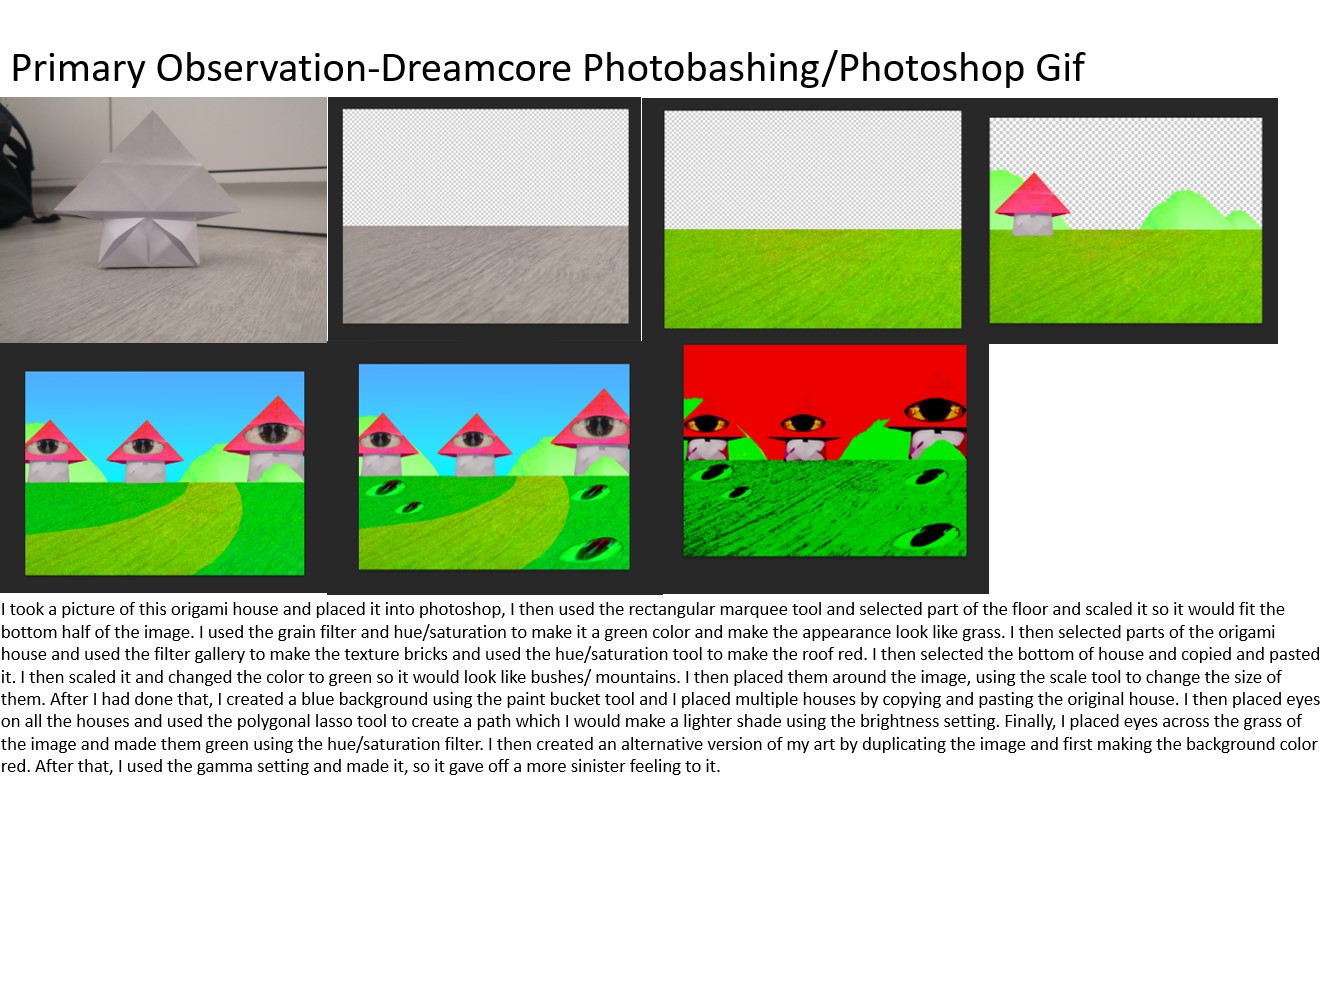 Primary Observation-Dreamcore Photobashing/Photoshop Gif
I took a picture of this origami house and placed it into photoshop, I then used the rectangular marquee tool and selected part of the floor and scaled it so it would fit the
bottom half of the image. I used the grain filter and hue/saturation to make it a green color and make the appearance look like grass. I then selected parts of the origami
house and used the filter gallery to make the texture bricks and used the hue/saturation tool to make the roof red. I then selected the bottom of house and copied and pasted
it. I then scaled it and changed the color to green so it would look like bushes/ mountains. I then placed them around the image, using the scale tool to change the size of
them. After I had done that, I created a blue background using the paint bucket tool and I placed multiple houses by copying and pasting the original house. I then placed eyes
on all the houses and used the polygonal lasso tool to create a path which I would make a lighter shade using the brightness setting. Finally, I placed eyes across the grass of
the image and made them green using the hue/saturation filter. I then created an alternative version of my art by duplicating the image and first making the background color
red. After that, I used the gamma setting and made it, so it gave off a more sinister feeling to it.